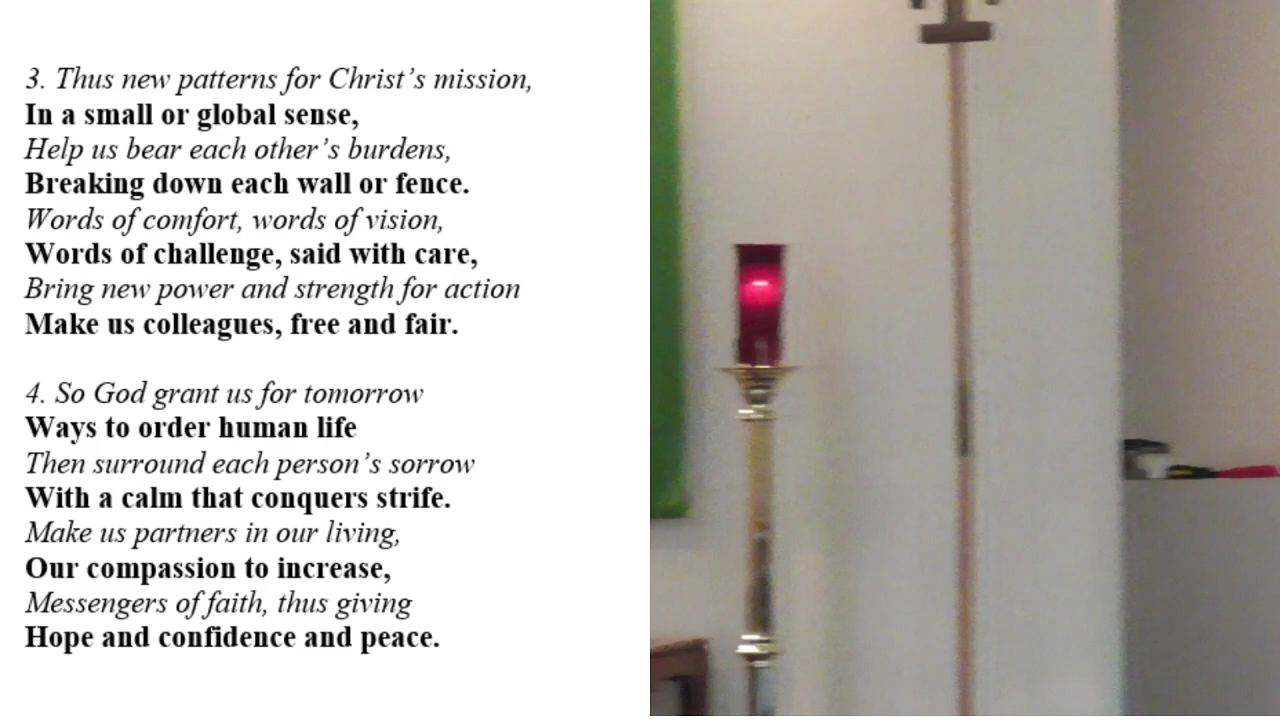 3. Thus new patterns for Christ’s mission,
In a small or global sense,
Help us bear each other’s burdens,
Breaking down each wall or fence.
Words of comfort, words of vision,
Words of challenge, said with care,
Bring new power and strength for action
Make us colleagues, free and fair.
4. So God grant us for tomorrow
Ways to order human life
Then surround each person’s sorrow
With a calm that conquers strife.
Make us partners in our living,
Our compassion to increase,
Messengers of faith, thus giving
Hope and confidence and peace.